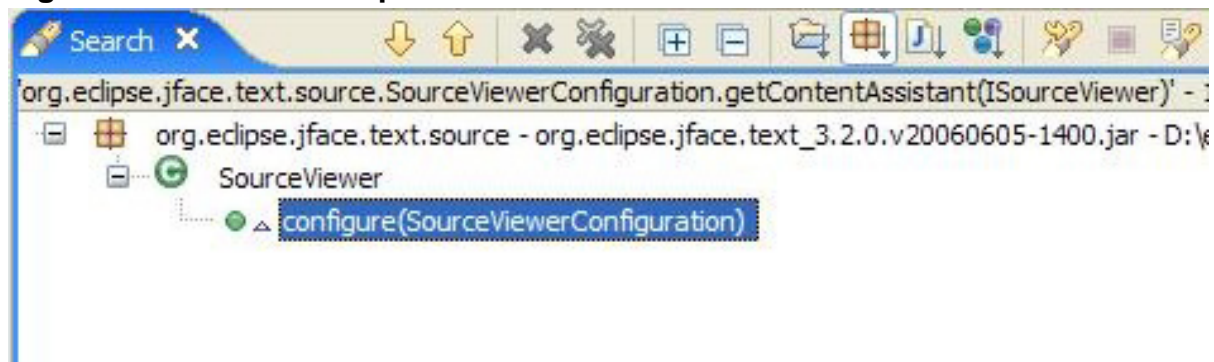 Search
'org.eclipse.jface.text.source.SourceViewerConfiguration.getContentAssistant(ISourceViewer)' -
org.eclipse.jface.text.source - org.eclipse.jface.text_3.2.0.v20060605-1400.jar - D:\e
SourceViewer
configure(SourceViewerConfiguration)